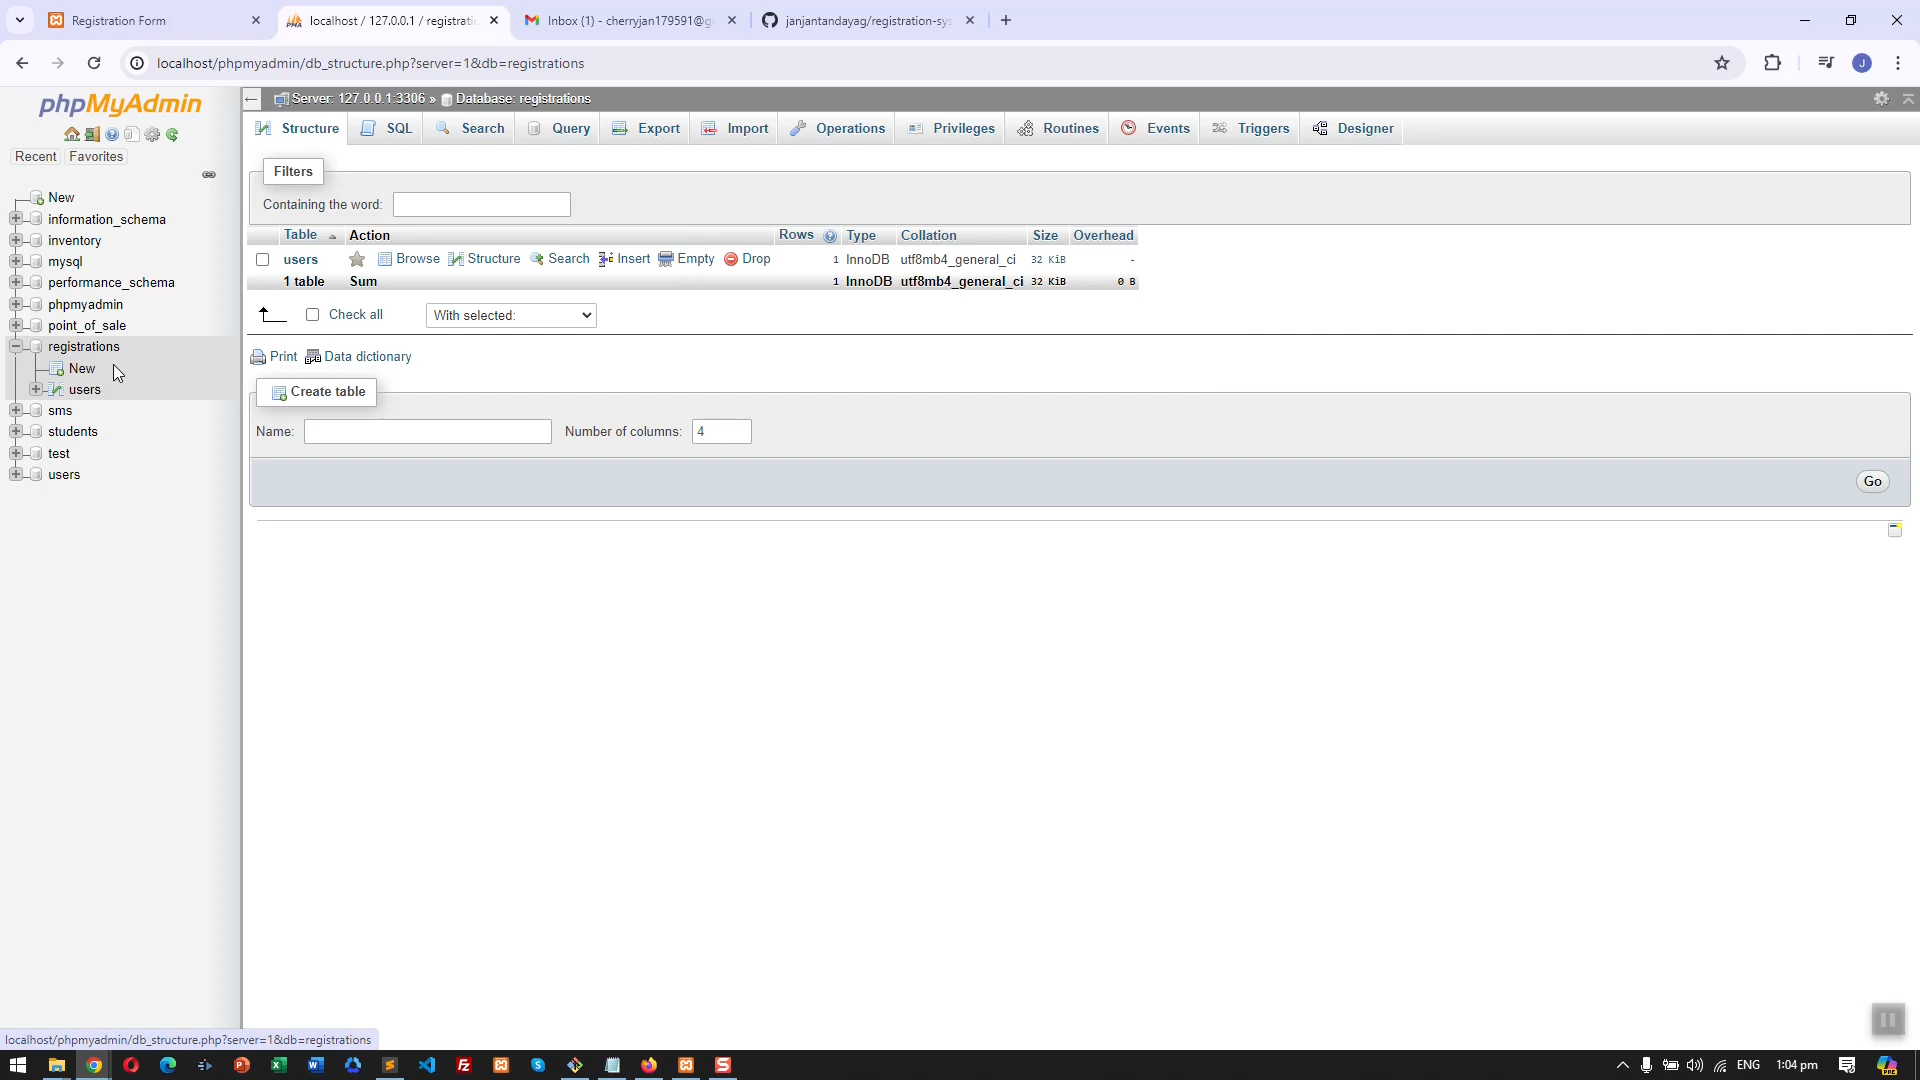 Registration Form
localhost / 127.0.0.1 / registratio
Inbox (1) - cherryjan179591@g
janjantandayag/registration-sys
localhost/phpmyadmin/db_structure.php?server=1&db=registrations
J
phpMyAdmin
Recent Favorites
New
information_schema
inventory
mysql
performance_schema
phpmyadmin
point_of_sale
registrations
New
users
sms
students
test
users
Server: 127.0.0.1:3306 » Database: registrations
Structure SQL Search Query Export Import Operations Privileges Routines Events Triggers Designer
Filters
Containing the word:
Table Action Rows Type Collation Size Overhead
users Browse Structure Search Insert Empty Drop 1 InnoDB utf8mb4_general_ci 32 KiB -
1 table Sum 1 InnoDB utf8mb4_general_ci 32 KiB 0 B
Check all With selected:
Print Data dictionary
Create table
Name: Number of columns: 4
Go
localhost/phpmyadmin/db_structure.php?server=1&db=registrations
ENG 1:04 pm